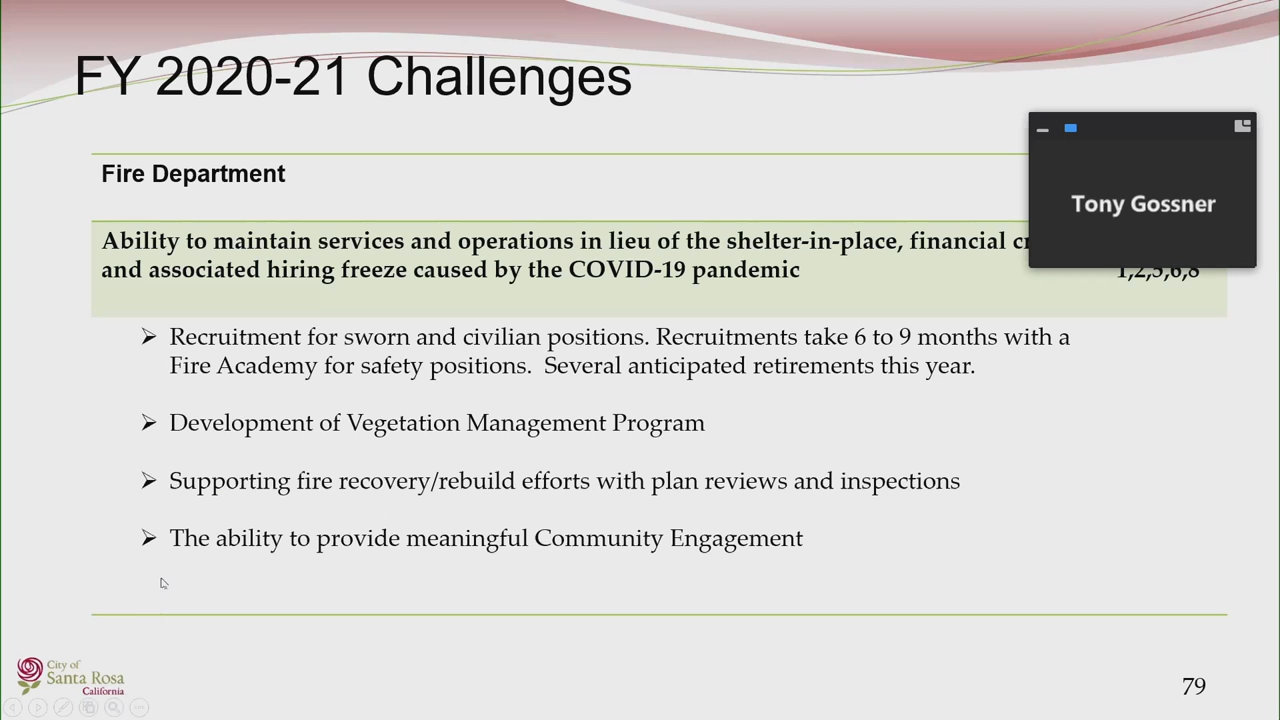 FY 2020-21 Challenges
Fire Department
Tony Gossner
Ability to maintain services and operations in lieu of the shelter-in-place, financial
and associated hiring freeze caused by the COVID-19 pandemic
➢ Recruitment for sworn and civilian positions. Recruitments take 6 to 9 months with a
Fire Academy for safety positions.  Several anticipated retirements this year.
➢ Development of Vegetation Management Program
➢ Supporting fire recovery/rebuild efforts with plan reviews and inspections
➢ The ability to provide meaningful Community Engagement
City of
Santa Rosa
California
79